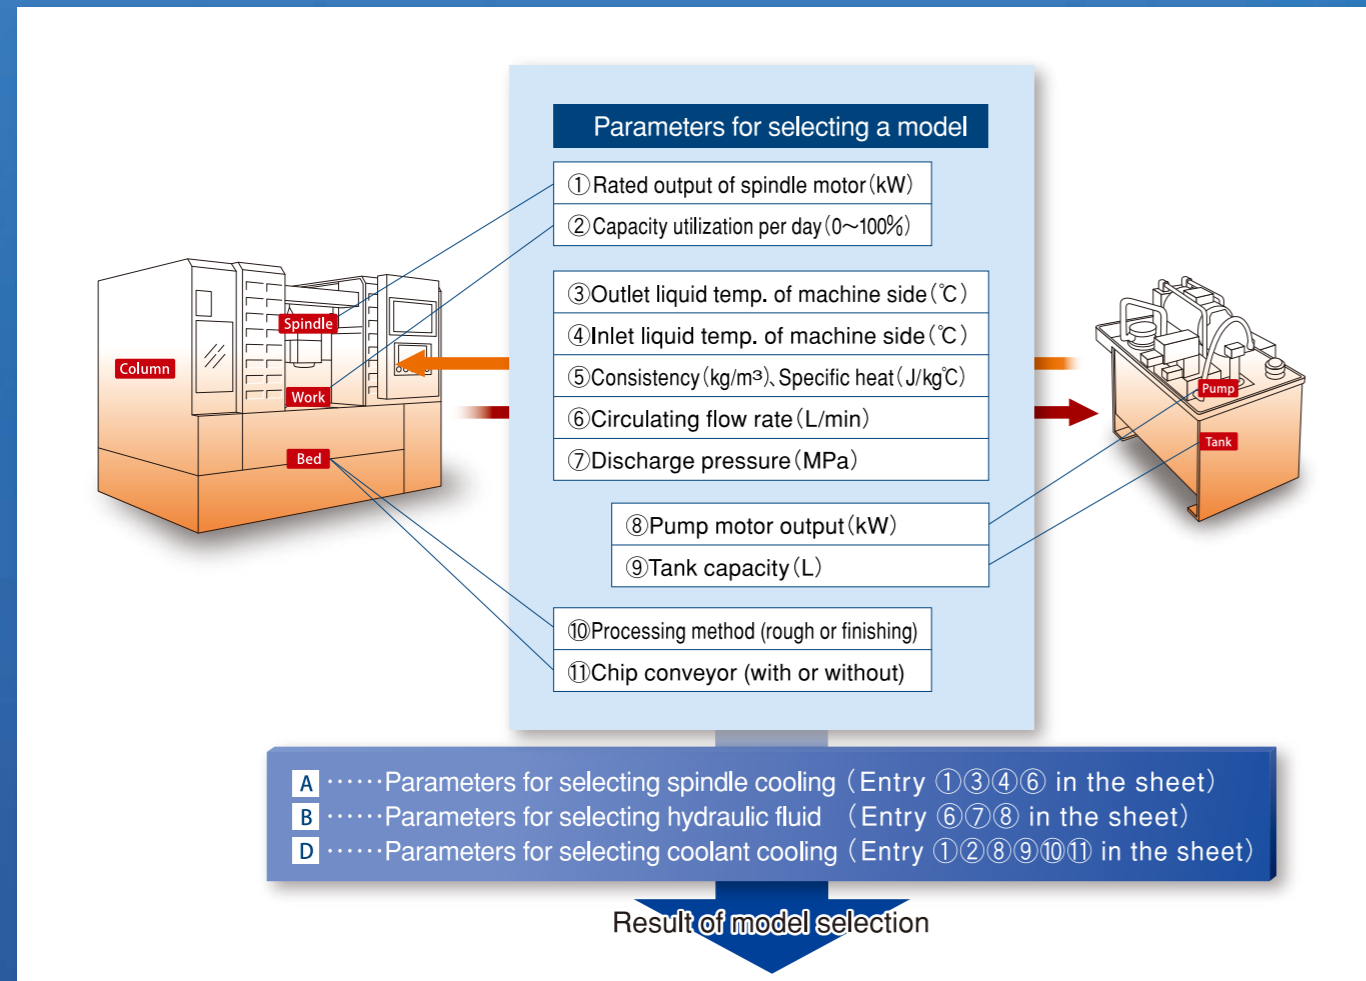 Parameters for selecting a model
①Rated output of spindle motor(kW)
②Capacity utilization per day(0～100%)
③Outlet liquid temp. of machine side(℃)
④Inlet liquid temp. of machine side(℃)
⑤Consistency(kg/m³)、Specific heat(J/kg℃)
⑥Circulating flow rate(L/min)
⑦Discharge pressure(MPa)
⑧Pump motor output(kW)
⑨Tank capacity(L)
⑩Processing method (rough or finishing)
⑪Chip conveyor (with or without)
Spindle
Column
Work
Bed
Pump
Tank
A ⋯⋯Parameters for selecting spindle cooling (Entry ①③④⑥ in the sheet)
B ⋯⋯Parameters for selecting hydraulic fluid (Entry ⑥⑦⑧ in the sheet)
D ⋯⋯Parameters for selecting coolant cooling (Entry ①②⑧⑨⑩⑪ in the sheet)
Result of model selection